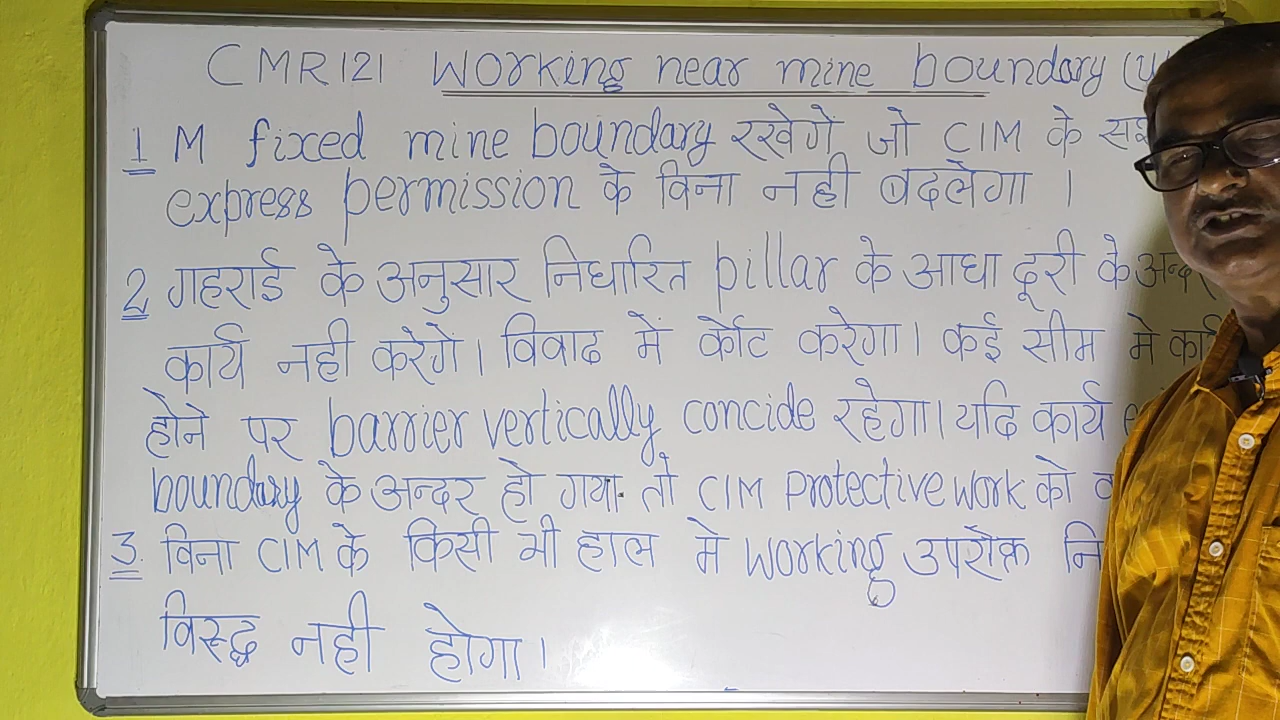 CMR121 Working near mine boundary
1 M fixed mine boundary रखेगें जो CIM के
express permission के विना नही बदलेगा ।
2 गहराई के अनुसार निर्धारित pillar के आधा दूरी के अन्दर
कार्य नही करेगें । विवाद में कोर्ट करेगा । कई सीम मे
होने पर barrier vertically concide रहेगा । यदि कार्य
boundary के अन्दर हो गया तो CIM Protective work को
3. विना CIM के किसी भी हाल मे working उपरोक्त
विरुद्ध नही होगा ।